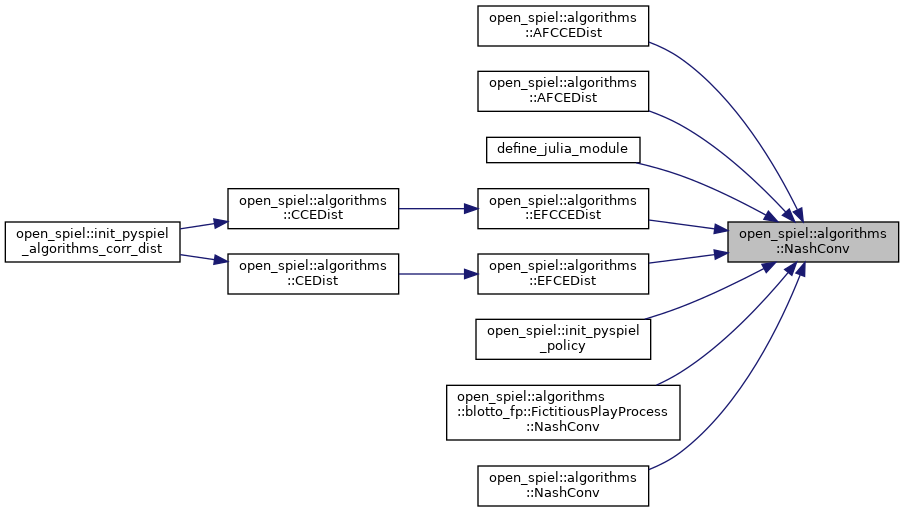 open_spiel::algorithms
::AFCCEDist
open_spiel::algorithms
::AFCEDist
define_julia_module
open_spiel::algorithms
::CCEDist
open_spiel::algorithms
::EFCCEDist
open_spiel::init_pyspiel
_algorithms_corr_dist
open_spiel::algorithms
::NashConv
open_spiel::algorithms
::CEDist
open_spiel::algorithms
::EFCEDist
open_spiel::init_pyspiel
_policy
open_spiel::algorithms
::blotto_fp::FictitiousPlayProcess
::NashConv
open_spiel::algorithms
::NashConv